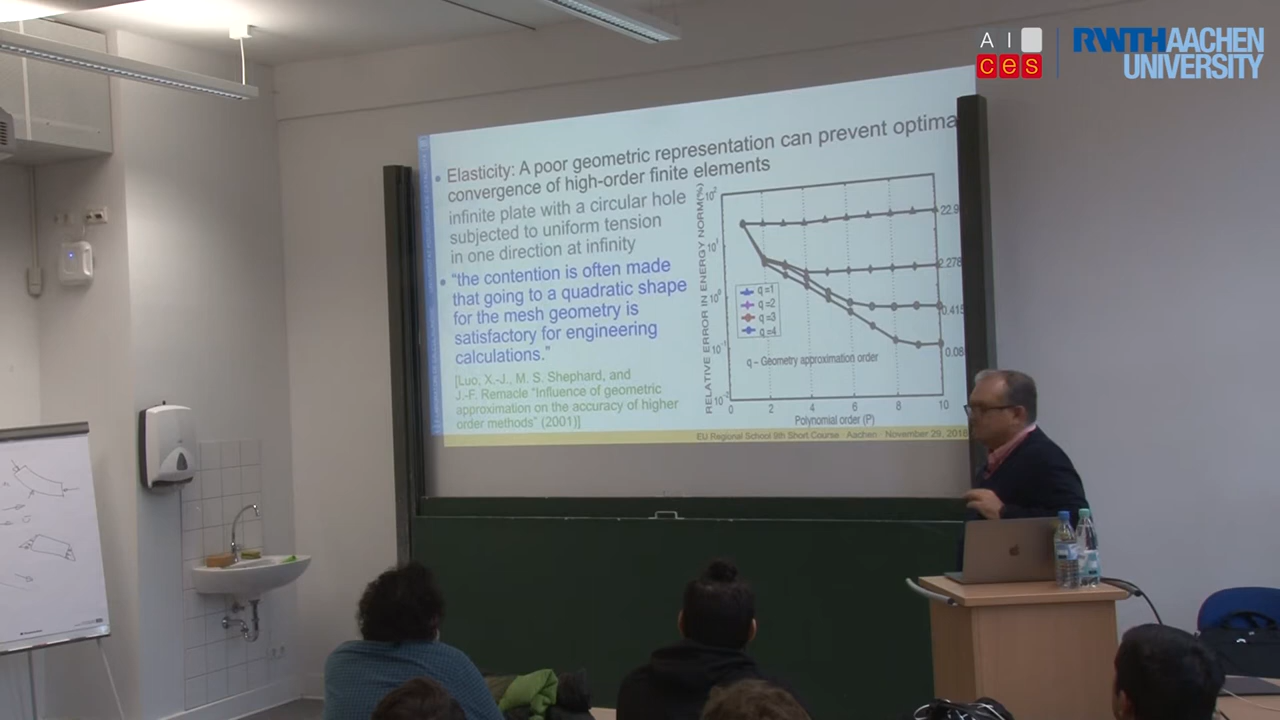 AI
ces
RWTHAACHEN
UNIVERSITY
• Elasticity: A poor geometric representation can prevent optima
convergence of high-order finite elements
infinite plate with a circular hole
subjected to uniform tension
in one direction at infinity
• "the contention is often made
that going to a quadratic shape
for the mesh geometry is
satisfactory for engineering
calculations."
[Luo, X.-J., M. S. Shephard, and
J.-F. Remacle "Influence of geometric
approximation on the accuracy of higher
order methods" (2001)]
RELATIVE ERROR IN ENERGY NORM(%)
10²
10¹
10⁰
10⁻¹
10⁻²
22.9
2.278
0.415
0.08
q =1
q =2
q =3
q =4
q – Geometry approximation order
0 2 4 6 8 10
Polynomial order (P)
EU Regional School 9th Short Course Aachen November 29, 2018